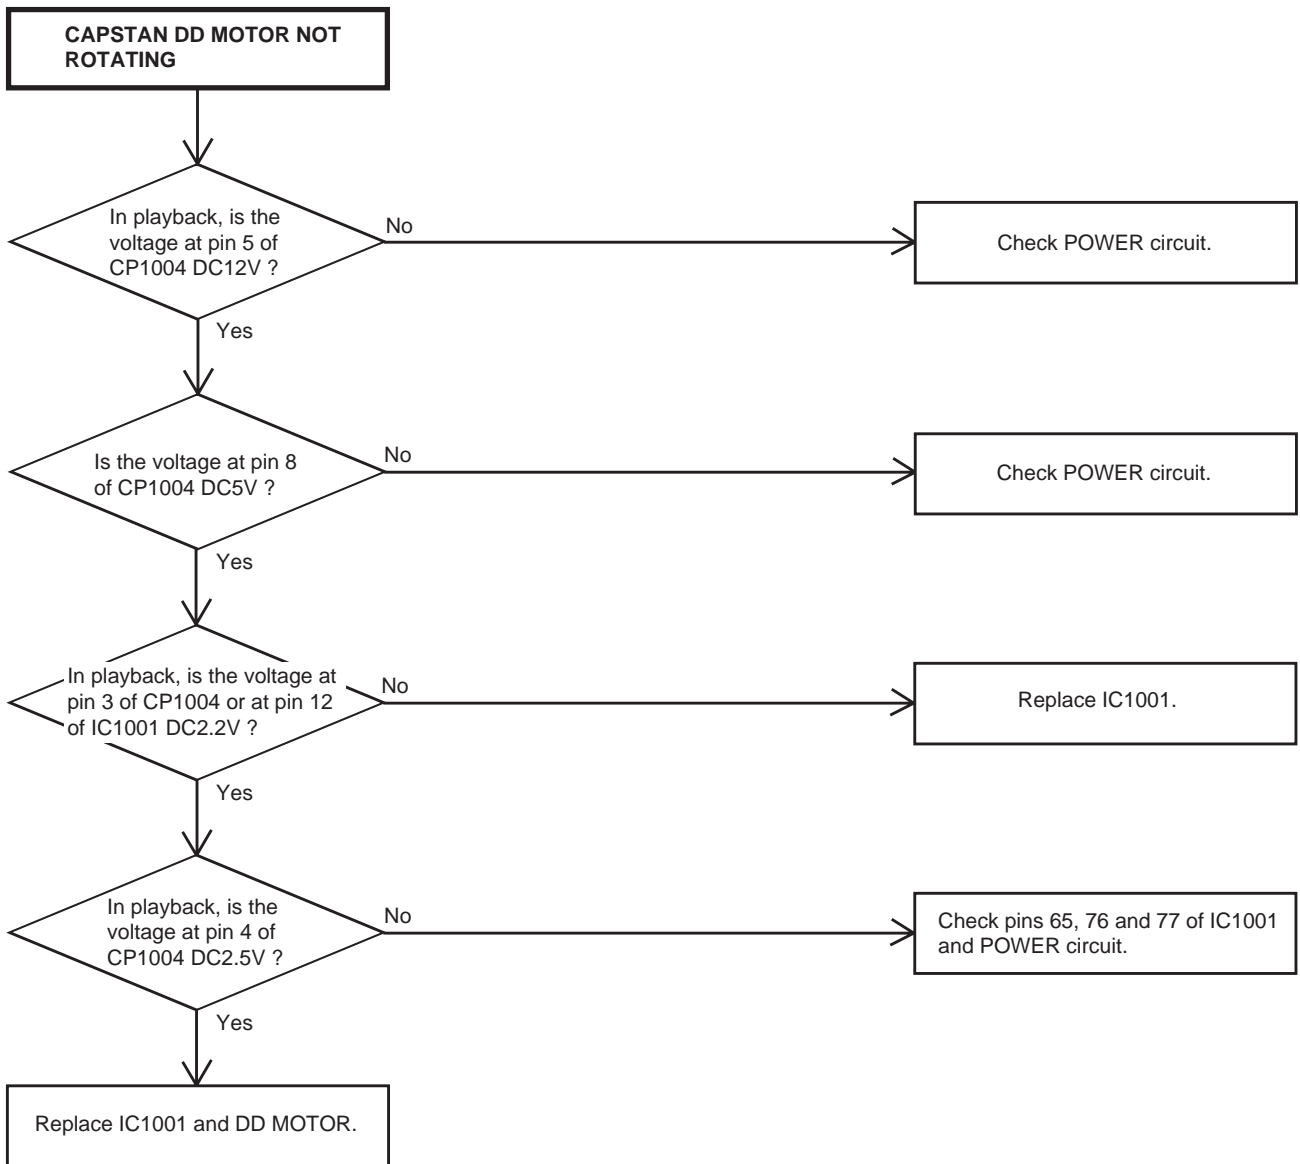 CAPSTAN DD MOTOR NOT
ROTATING
In playback, is the
voltage at pin 5 of
CP1004 DC12V ?
No
Check POWER circuit.
Yes
Is the voltage at pin 8
of CP1004 DC5V ?
No
Check POWER circuit.
Yes
In playback, is the voltage at
pin 3 of CP1004 or at pin 12
of IC1001 DC2.2V ?
No
Replace IC1001.
Yes
In playback, is the
voltage at pin 4 of
CP1004 DC2.5V ?
No
Check pins 65, 76 and 77 of IC1001
and POWER circuit.
Yes
Replace IC1001 and DD MOTOR.